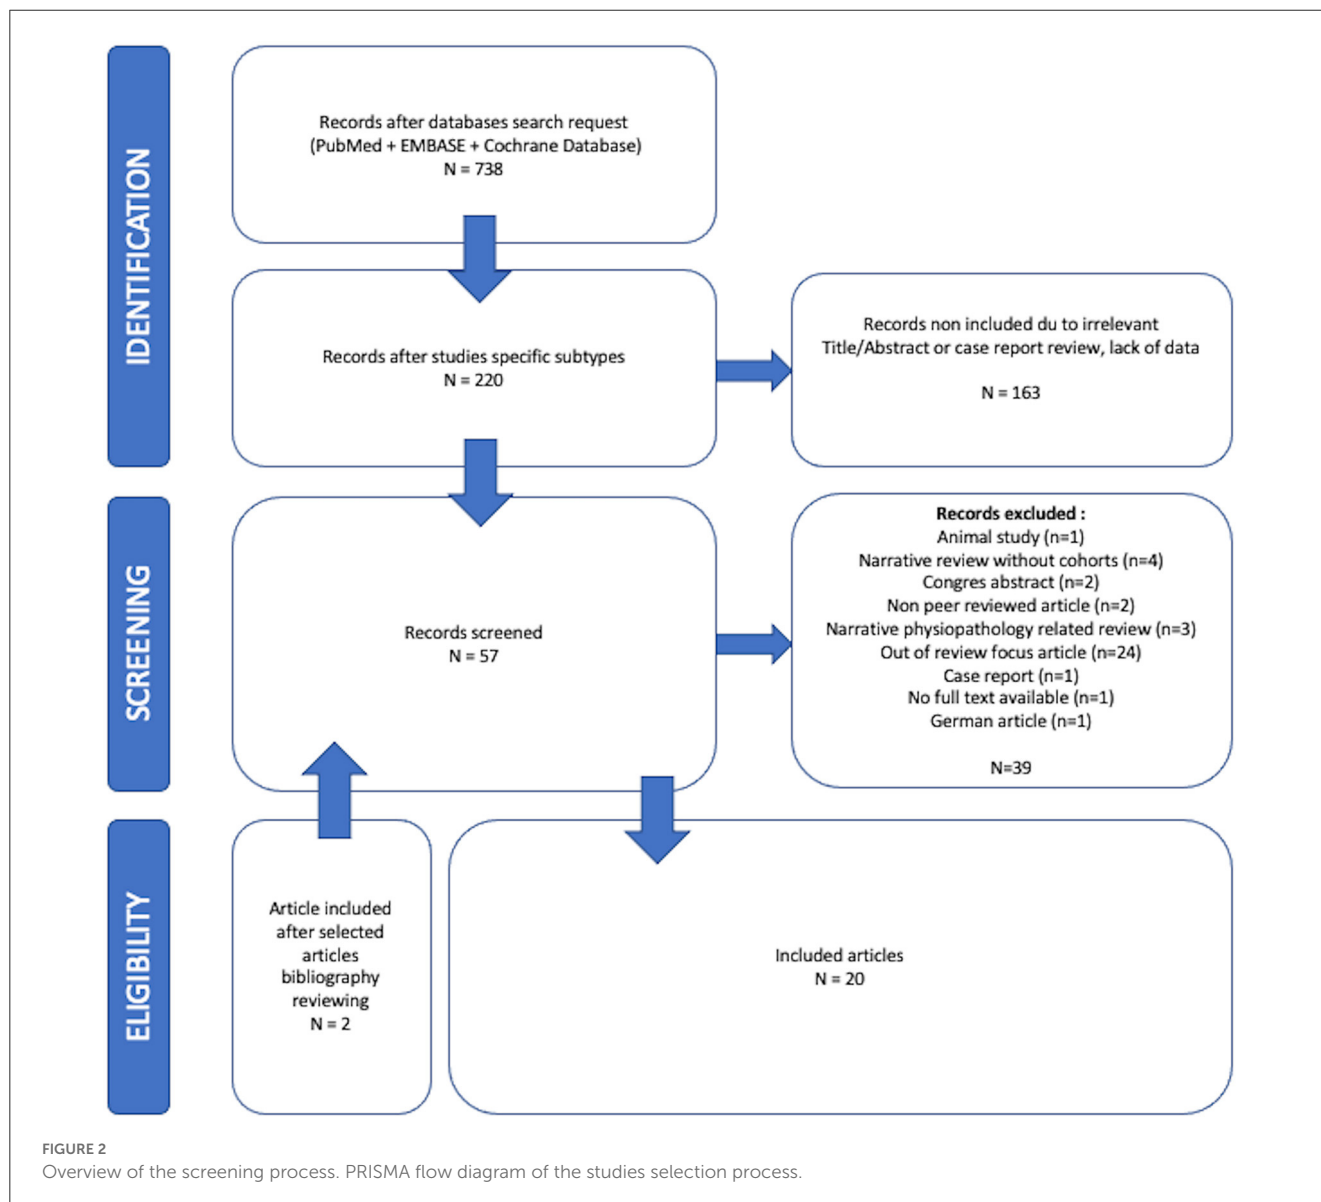 IDENTIFICATION
Records after databases search request
(PubMed + EMBASE + Cochrane Database)
N = 738
Records after studies specific subtypes
N = 220
Records non included du to irrelevant
Title/Abstract or case report review, lack of data
N = 163
SCREENING
Records screened
N = 57
Records excluded :
Animal study (n=1)
Narrative review without cohorts (n=4)
Congres abstract (n=2)
Non peer reviewed article (n=2)
Narrative physiopathology related review (n=3)
Out of review focus article (n=24)
Case report (n=1)
No full text available (n=1)
German article (n=1)
N=39
ELIGIBILITY
Article included
after selected
articles
bibliography
reviewing
N = 2
Included articles
N = 20
FIGURE 2
Overview of the screening process. PRISMA flow diagram of the studies selection process.